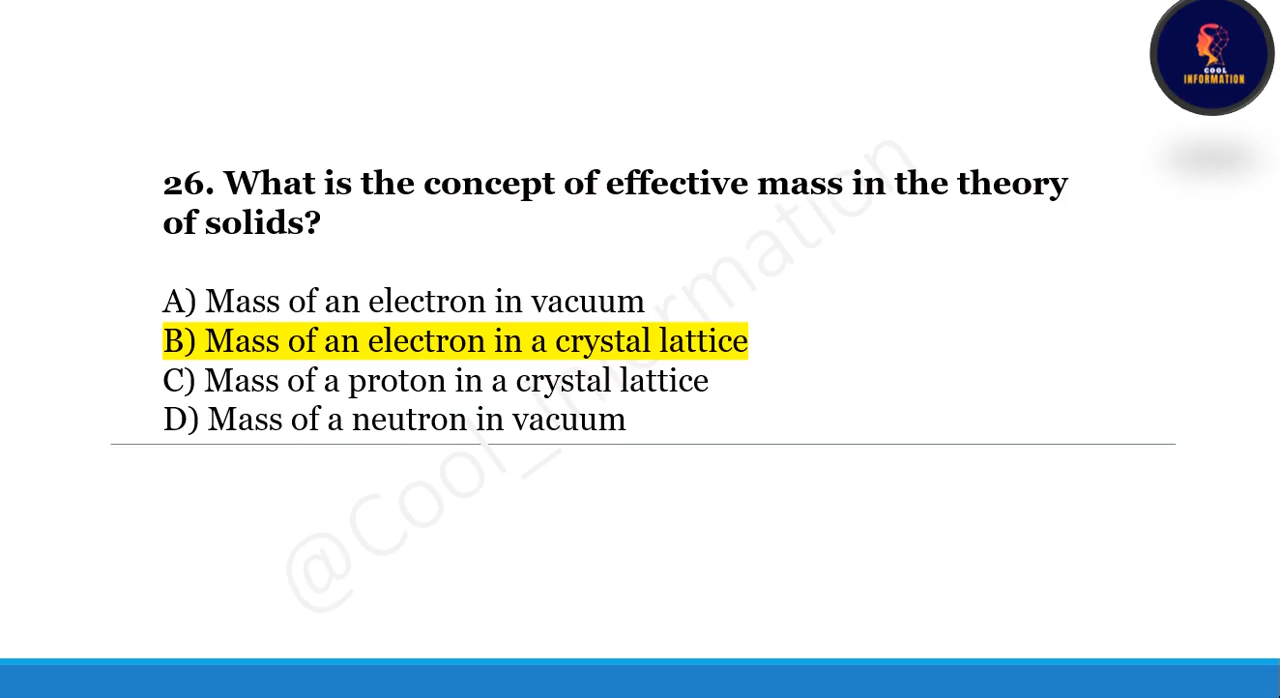 COOL
INFORMATION
26. What is the concept of effective mass in the theory
of solids?
A) Mass of an electron in vacuum
B) Mass of an electron in a crystal lattice
C) Mass of a proton in a crystal lattice
D) Mass of a neutron in vacuum
@Cool_Information